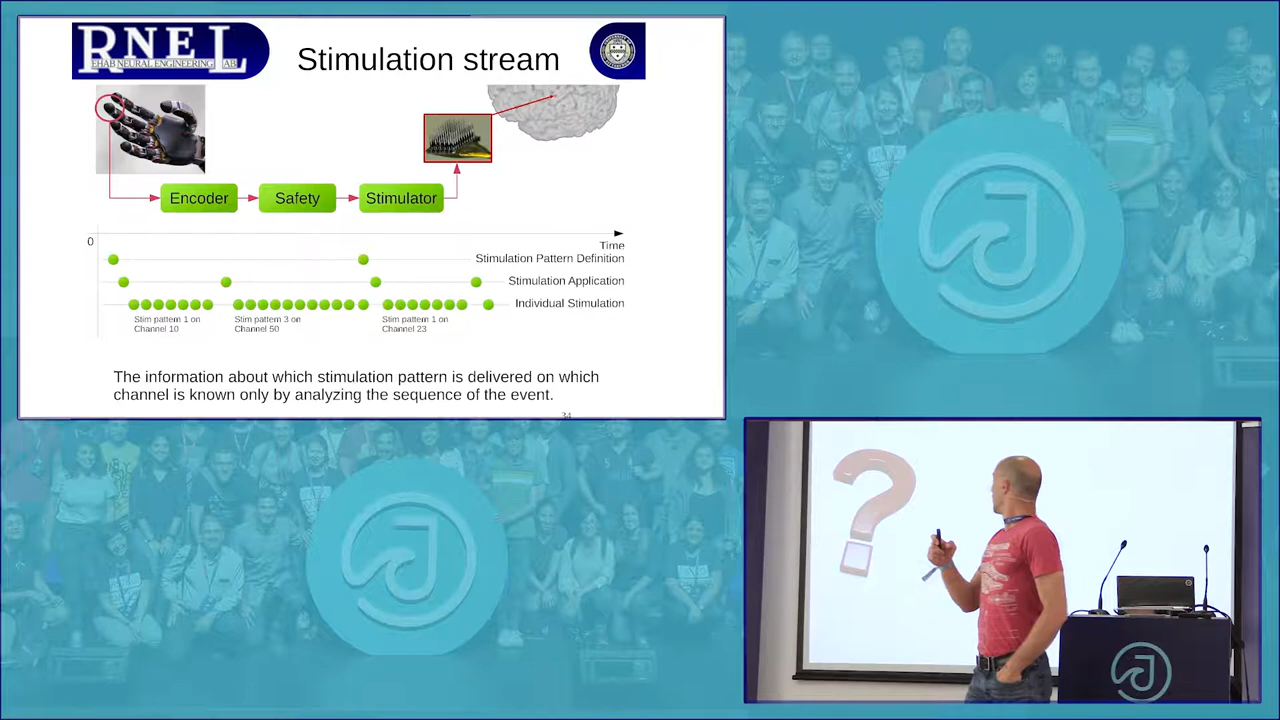 RNEL
REHAB NEURAL ENGINEERING LAB
Stimulation stream
Encoder
Safety
Stimulator
0
Time
Stimulation Pattern Definition
Stimulation Application
Individual Stimulation
Stim pattern 1 on
Channel 10
Stim pattern 3 on
Channel 50
Stim pattern 1 on
Channel 23
The information about which stimulation pattern is delivered on which
channel is known only by analyzing the sequence of the event.
34
?